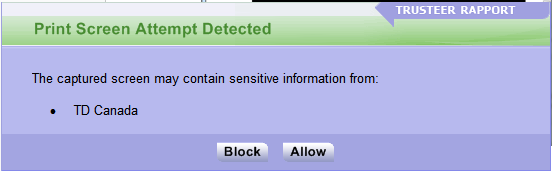 TRUSTEER RAPPORT
Print Screen Attempt Detected
The captured screen may contain sensitive information from:
• TD Canada
Block Allow